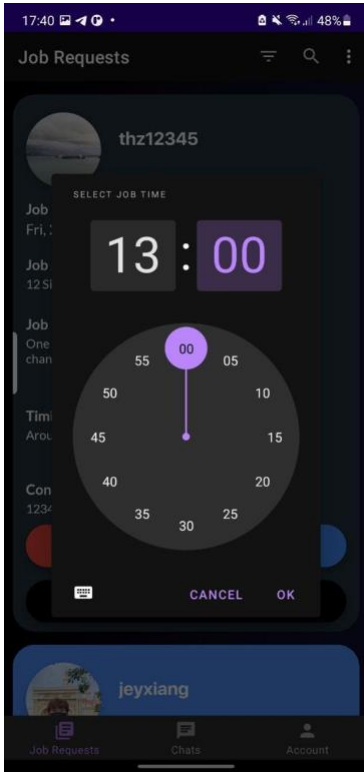 17:40 48%
Job Requests
thz12345
Job
Fri,
SELECT JOB TIME
13 : 00
Job
12 Si
Job
One
chan
00
55 05
50 10
45 15
40 20
35 25
30
Timi
Arou
Con
1234
CANCEL OK
jeyxiang
Job Requests Chats Account